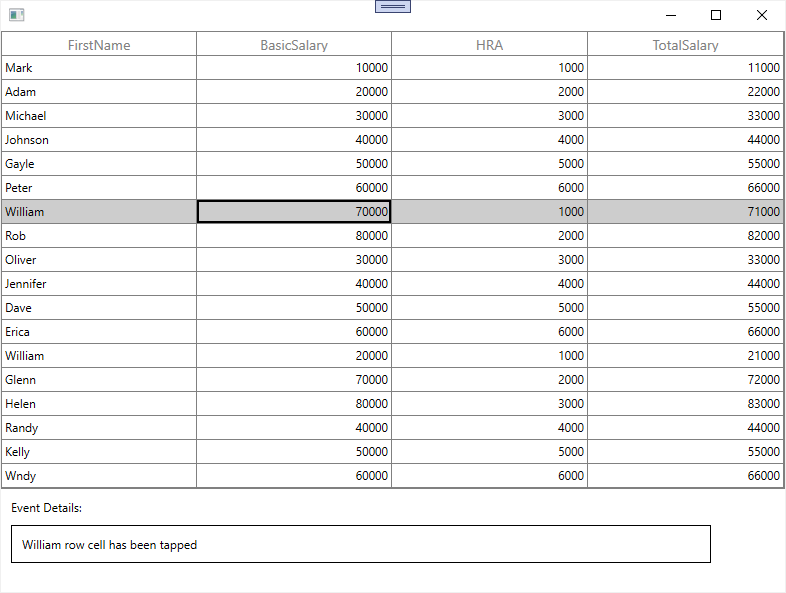 FirstName BasicSalary HRA TotalSalary
Mark 10000 1000 11000
Adam 20000 2000 22000
Michael 30000 3000 33000
Johnson 40000 4000 44000
Gayle 50000 5000 55000
Peter 60000 6000 66000
William 70000 1000 71000
Rob 80000 2000 82000
Oliver 30000 3000 33000
Jennifer 40000 4000 44000
Dave 50000 5000 55000
Erica 60000 6000 66000
William 20000 1000 21000
Glenn 70000 2000 72000
Helen 80000 3000 83000
Randy 40000 4000 44000
Kelly 50000 5000 55000
Wndy 60000 6000 66000
Event Details:
William row cell has been tapped